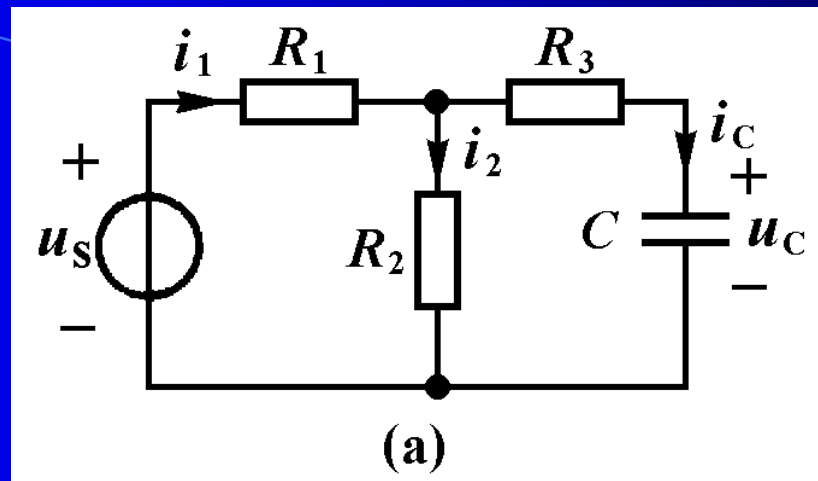 i1 R1 R3
+ i2 iC
uS R2 C + uC
− −
(a)